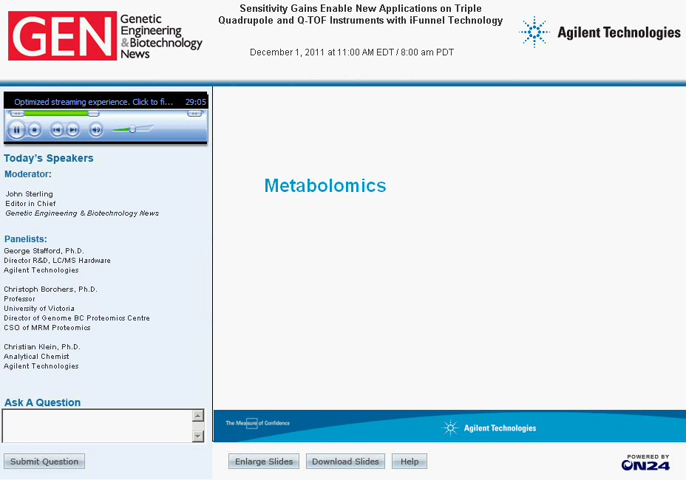 GEN
Genetic
Engineering
& Biotechnology
News
Sensitivity Gains Enable New Applications on Triple
Quadrupole and Q-TOF Instruments with iFunnel Technology
December 1, 2011 at 11:00 AM EDT / 8:00 am PDT
Agilent Technologies
Optimized streaming experience. Click to fi... 29:05
Today's Speakers
Moderator:
John Sterling
Editor in Chief
Genetic Engineering & Biotechnology News
Panelists:
George Stafford, Ph.D.
Director R&D, LC/MS Hardware
Agilent Technologies
Christoph Borchers, Ph.D.
Professor
University of Victoria
Director of Genome BC Proteomics Centre
CSO of MRM Proteomics
Christian Klein, Ph.D.
Analytical Chemist
Agilent Technologies
Ask A Question
Submit Question
Metabolomics
The Measure of Confidence
Agilent Technologies
Enlarge Slides
Download Slides
Help
POWERED BY
ON24